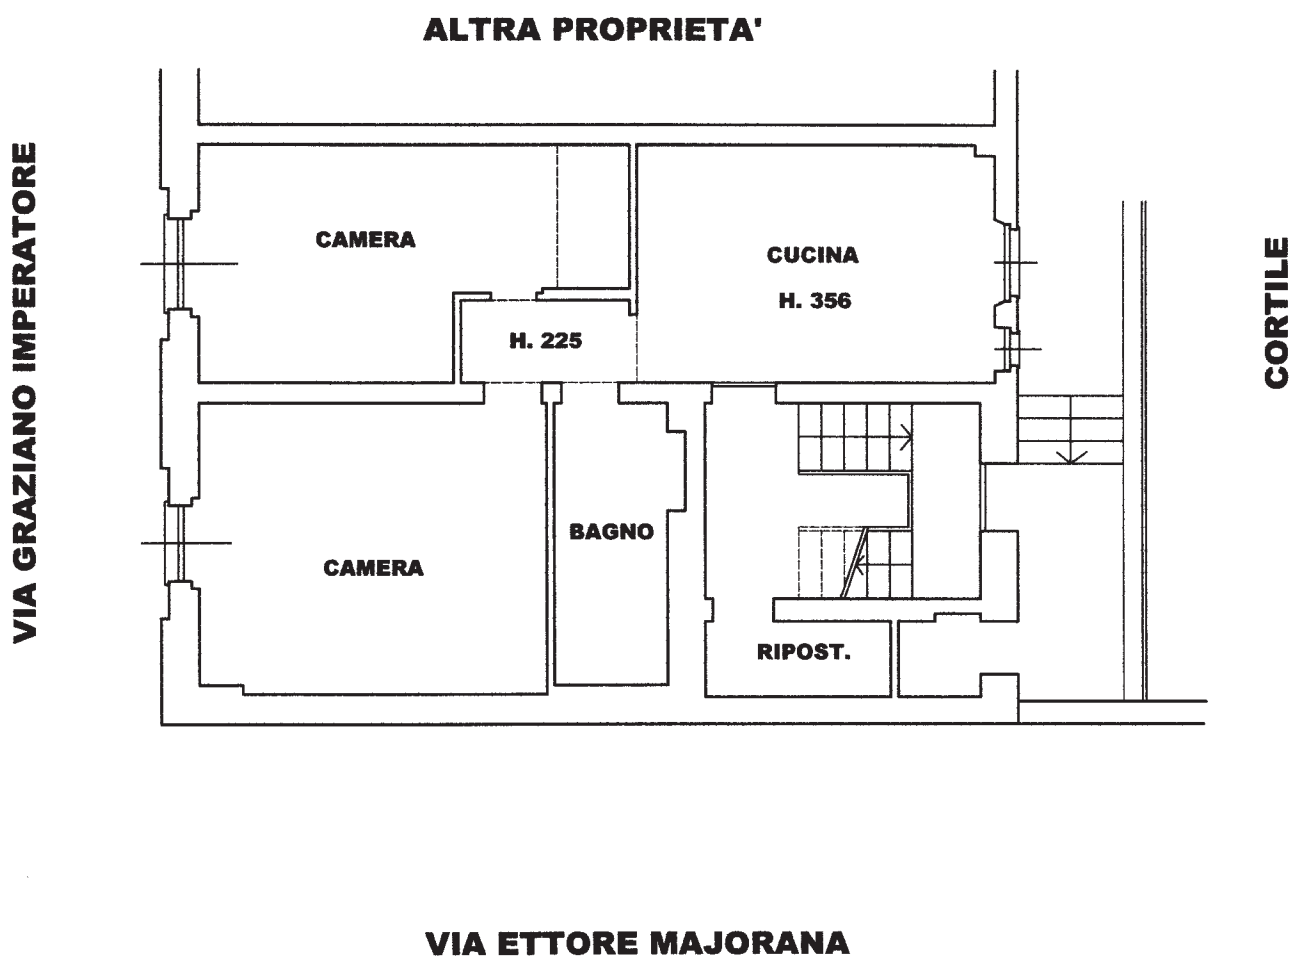 ALTRA PROPRIETA'
VIA GRAZIANO IMPERATORE
CAMERA
CUCINA
H. 356
CORTILE
H. 225
BAGNO
CAMERA
RIPOST.
VIA ETTORE MAJORANA